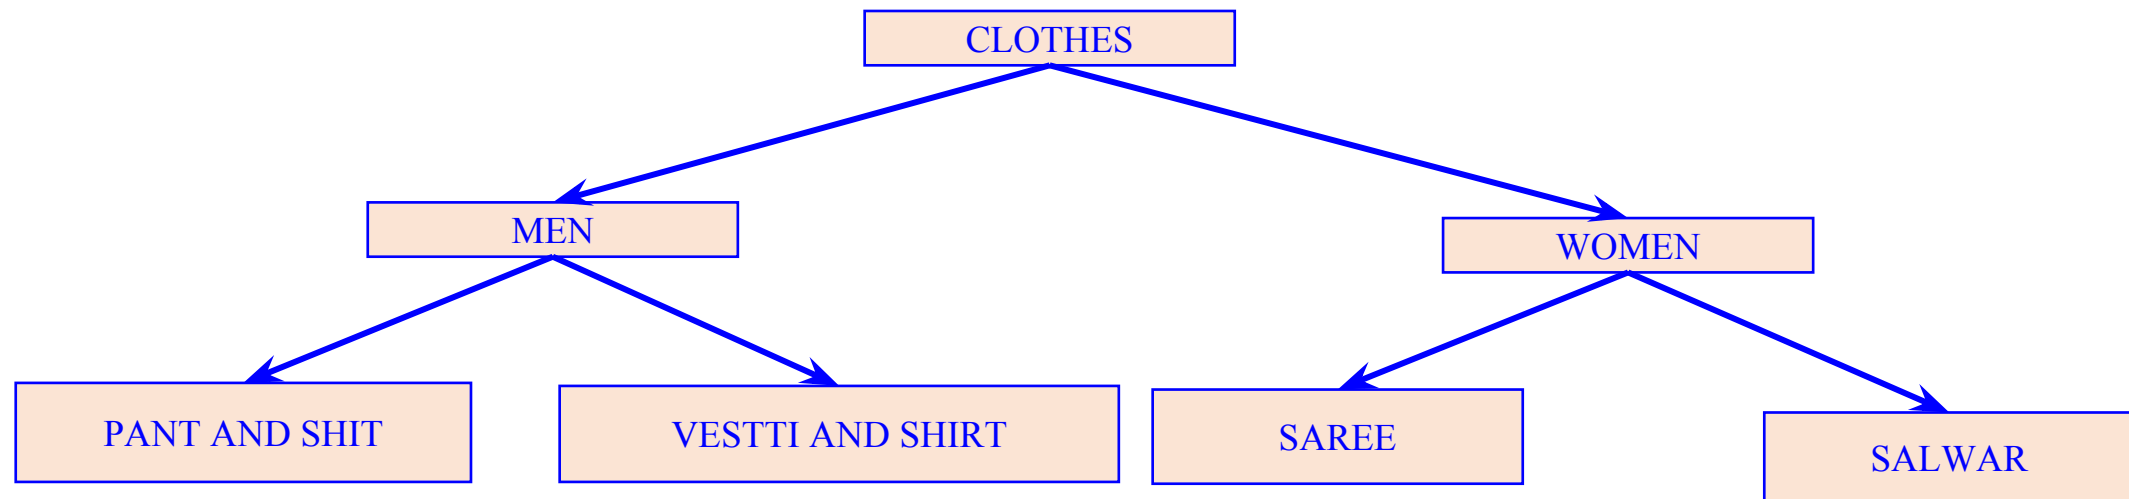 CLOTHES
MEN
WOMEN
PANT AND SHIT
VESTTI AND SHIRT
SAREE
SALWAR